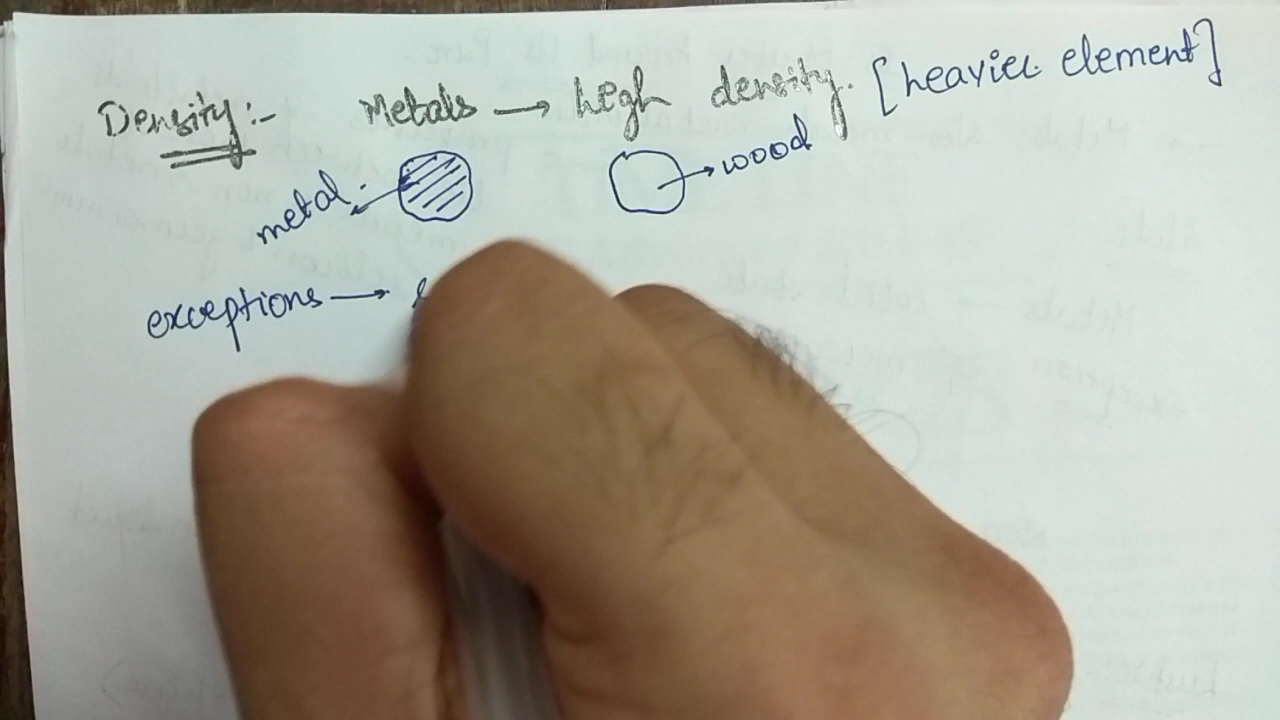 Density:- Metals → high density. [heavier element]
metal. wood
exceptions →